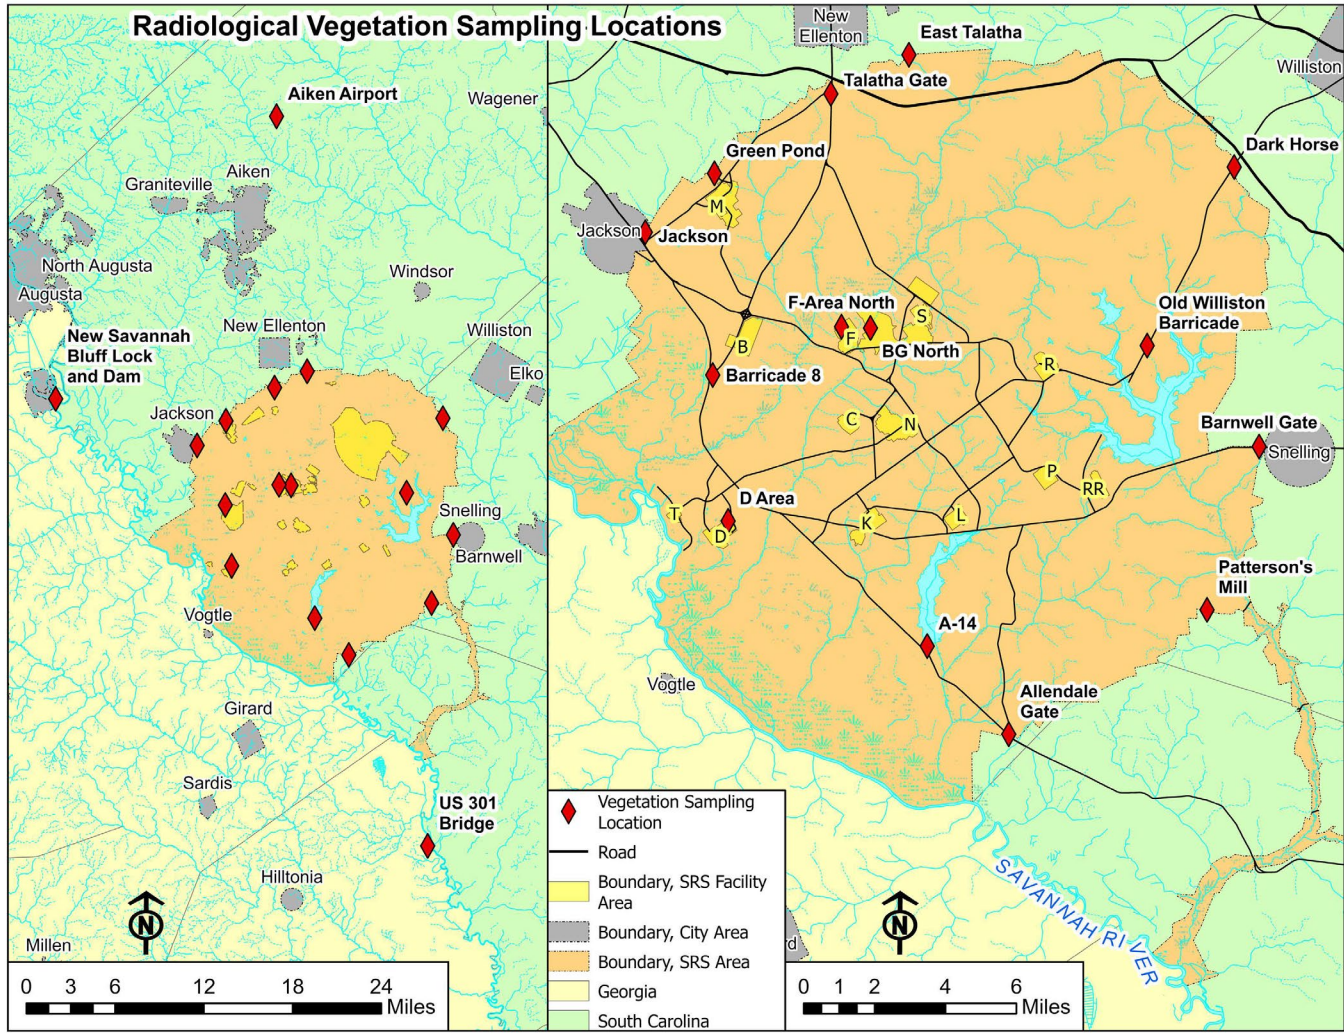 Radiological Vegetation Sampling Locations
Aiken Airport
Wagener
Graniteville
Aiken
North Augusta
Augusta
Windsor
New Savannah
Bluff Lock
and Dam
New Ellenton
Williston
Elko
Jackson
Snelling
Barnwell
Vogtle
Girard
Sardis
US 301
Bridge
Hilltonia
Millen
N
0 3 6 12 18 24
Miles
New
Ellenton
East Talatha
Williston
Talatha Gate
Dark Horse
Green Pond
M
Jackson
Jackson
F-Area North
S
Old Williston
Barricade
F
BG North
B
R
Barricade 8
C
N
Barnwell Gate
Snelling
P
RR
D Area
T
D
K
L
Patterson's
Mill
A-14
Vogtle
Allendale
Gate
SAVANNAH RIVER
Vegetation Sampling
Location
Road
Boundary, SRS Facility
Area
Boundary, City Area
Boundary, SRS Area
Georgia
South Carolina
rd
N
0 1 2 4 6
Miles